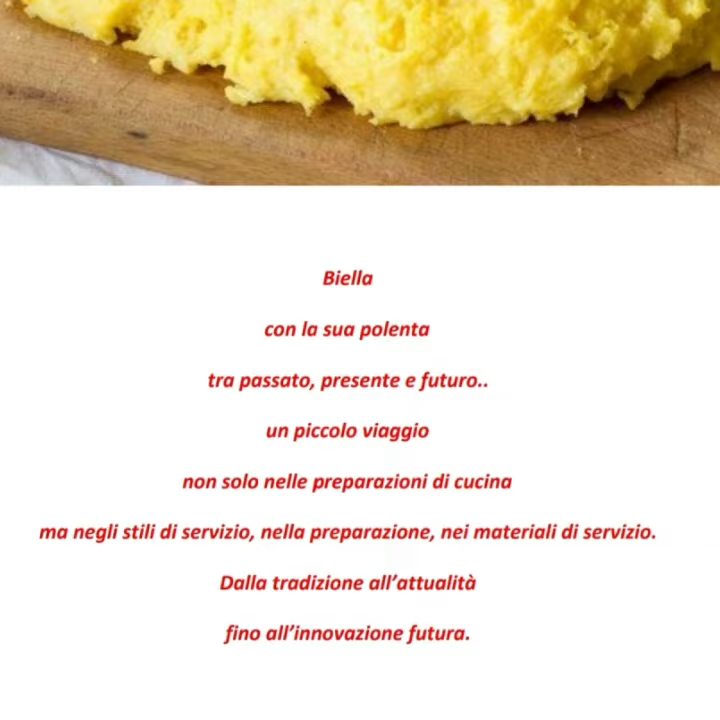 Biella
con la sua polenta
tra passato, presente e futuro..
un piccolo viaggio
non solo nelle preparazioni di cucina
ma negli stili di servizio, nella preparazione, nei materiali di servizio.
Dalla tradizione all’attualità
fino all’innovazione futura.